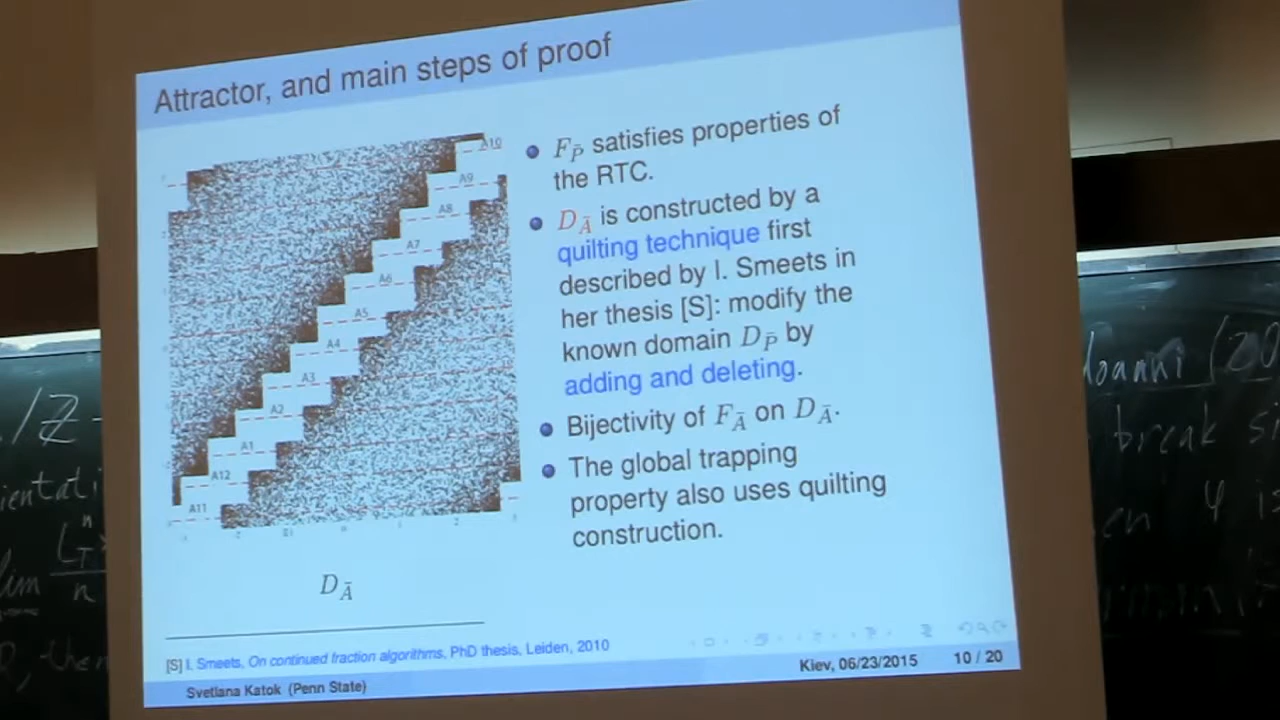 Attractor, and main steps of proof
A10
A9
A8
A7
A6
A5
A4
A3
A2
A1
A12
A11
D_Ā
F_P̄ satisfies properties of
the RTC.
D_Ā is constructed by a
quilting technique first
described by I. Smeets in
her thesis [S]: modify the
known domain D_P̄ by
adding and deleting.
Bijectivity of F_Ā on D_Ā.
The global trapping
property also uses quilting
construction.
[S] I. Smeets, On continued fraction algorithms, PhD thesis, Leiden, 2010
Svetlana Katok (Penn State)
Kiev, 06/23/2015 10 / 20
break